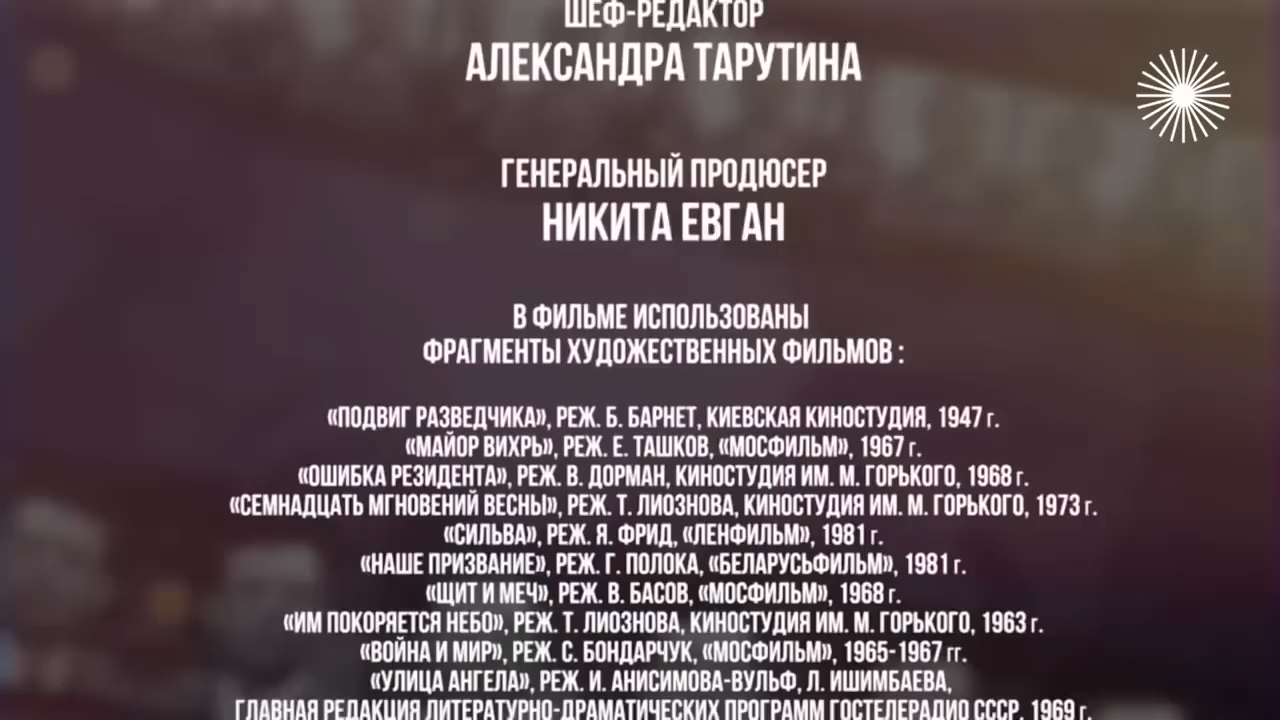 ШЕФ-РЕДАКТОР
АЛЕКСАНДРА ТАРУТИНА
ГЕНЕРАЛЬНЫЙ ПРОДЮСЕР
НИКИТА ЕВГАН
В ФИЛЬМЕ ИСПОЛЬЗОВАНЫ
ФРАГМЕНТЫ ХУДОЖЕСТВЕННЫХ ФИЛЬМОВ :
«ПОДВИГ РАЗВЕДЧИКА», РЕЖ. Б. БАРНЕТ, КИЕВСКАЯ КИНОСТУДИЯ, 1947 г.
«МАЙОР ВИХРЬ», РЕЖ. Е. ТАШКОВ, «МОСФИЛЬМ», 1967 г.
«ОШИБКА РЕЗИДЕНТА», РЕЖ. В. ДОРМАН, КИНОСТУДИЯ ИМ. М. ГОРЬКОГО, 1968 г.
«СЕМНАДЦАТЬ МГНОВЕНИЙ ВЕСНЫ», РЕЖ. Т. ЛИОЗНОВА, КИНОСТУДИЯ ИМ. М. ГОРЬКОГО, 1973 г.
«СИЛЬВА», РЕЖ. Я. ФРИД, «ЛЕНФИЛЬМ», 1981 г.
«НАШЕ ПРИЗВАНИЕ», РЕЖ. Г. ПОЛОКА, «БЕЛАРУСЬФИЛЬМ», 1981 г.
«ЩИТ И МЕЧ», РЕЖ. В. БАСОВ, «МОСФИЛЬМ», 1968 г.
«ИМ ПОКОРЯЕТСЯ НЕБО», РЕЖ. Т. ЛИОЗНОВА, КИНОСТУДИЯ ИМ. М. ГОРЬКОГО, 1963 г.
«ВОЙНА И МИР», РЕЖ. С. БОНДАРЧУК, «МОСФИЛЬМ», 1965-1967 гг.
«УЛИЦА АНГЕЛА», РЕЖ. И. АНИСИМОВА-ВУЛЬФ, Л. ИШИМБАЕВА,
ГЛАВНАЯ РЕДАКЦИЯ ЛИТЕРАТУРНО-ДРАМАТИЧЕСКИХ ПРОГРАММ ГОСТЕЛЕРАДИО СССР, 1969 г.